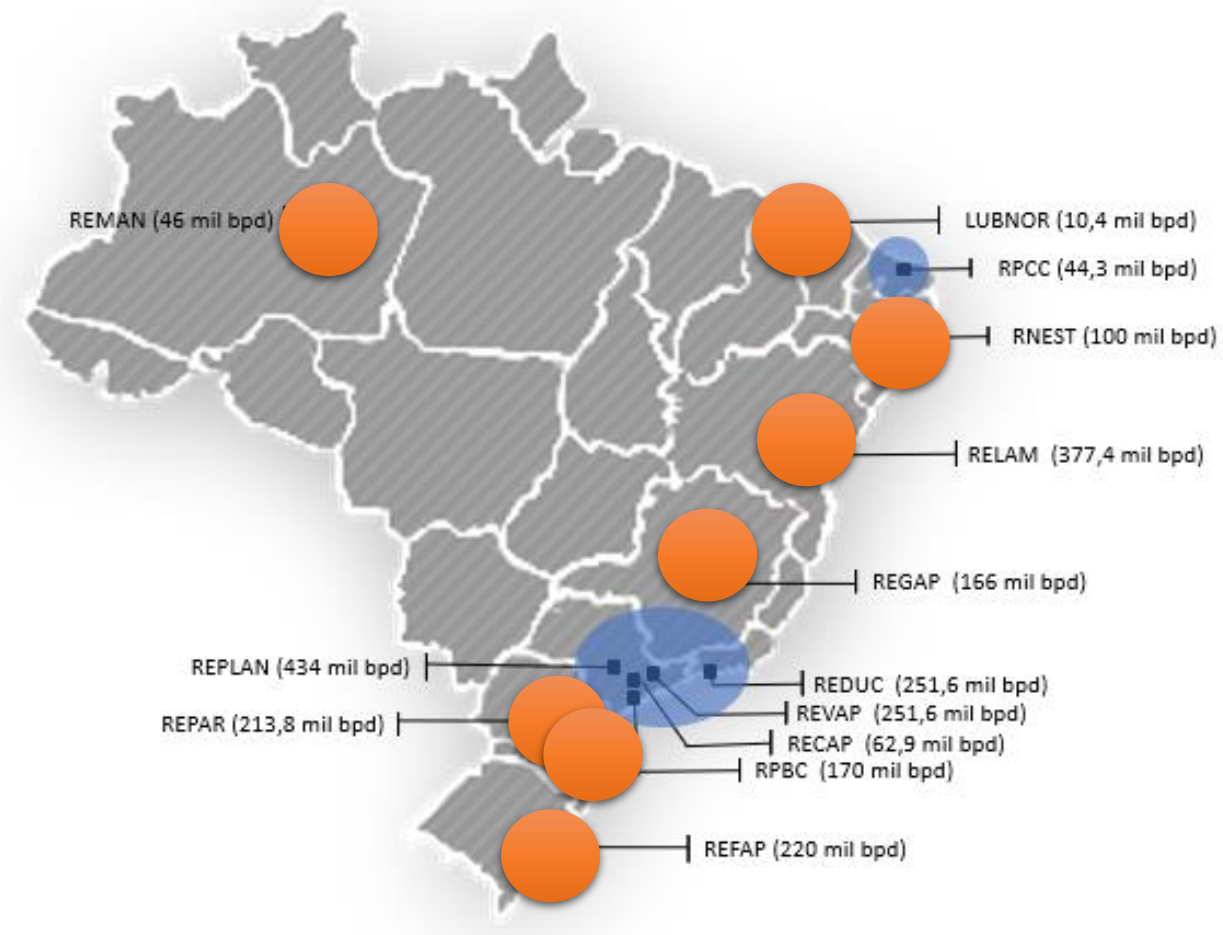 REMAN (46 mil bpd)
LUBNOR (10,4 mil bpd)
RPCC (44,3 mil bpd)
RNEST (100 mil bpd)
RELAM (377,4 mil bpd)
REGAP (166 mil bpd)
REPLAN (434 mil bpd)
REDUC (251,6 mil bpd)
REPAR (213,8 mil bpd)
REVAP (251,6 mil bpd)
RECAP (62,9 mil bpd)
RPBC (170 mil bpd)
REFAP (220 mil bpd)